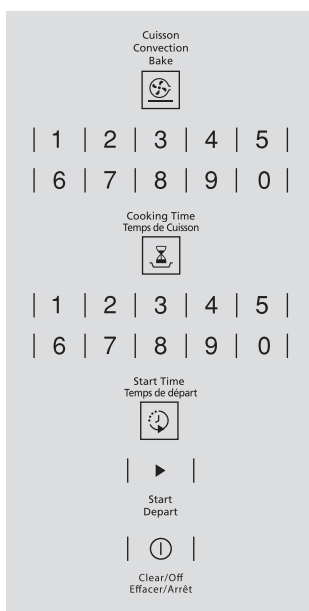 Cuisson
Convection
Bake
| 1 | 2 | 3 | 4 | 5 |
| 6 | 7 | 8 | 9 | 0 |
Cooking Time
Temps de Cuisson
| 1 | 2 | 3 | 4 | 5 |
| 6 | 7 | 8 | 9 | 0 |
Start Time
Temps de départ
Start
Depart
Clear/Off
Effacer/Arrêt